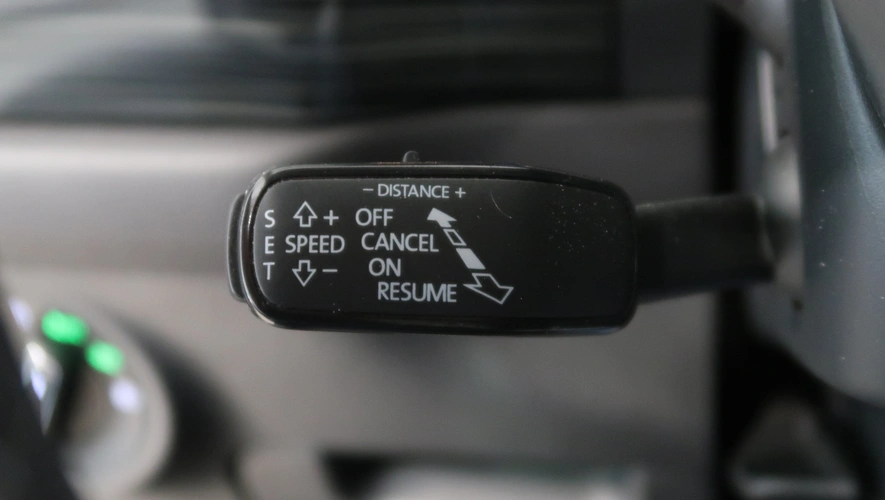 - DISTANCE +
S + OFF
E SPEED CANCEL
T - ON
RESUME